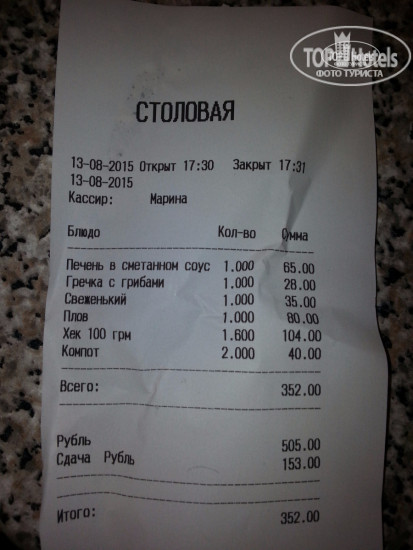 TOP Hotels
ФОТО ТУРИСТА
СТОЛОВАЯ
13-08-2015 Открыт 17:30 Закрыт 17:31
13-08-2015
Кассир: Марина
Блюдо Кол-во Сумма
Печень в сметанном соус 1.000 65.00
Гречка с грибами 1.000 28.00
Свеженький 1.000 35.00
Плов 1.000 80.00
Хек 100 грм 1.600 104.00
Компот 2.000 40.00
Всего: 352.00
Рубль 505.00
Сдача Рубль 153.00
Итого: 352.00